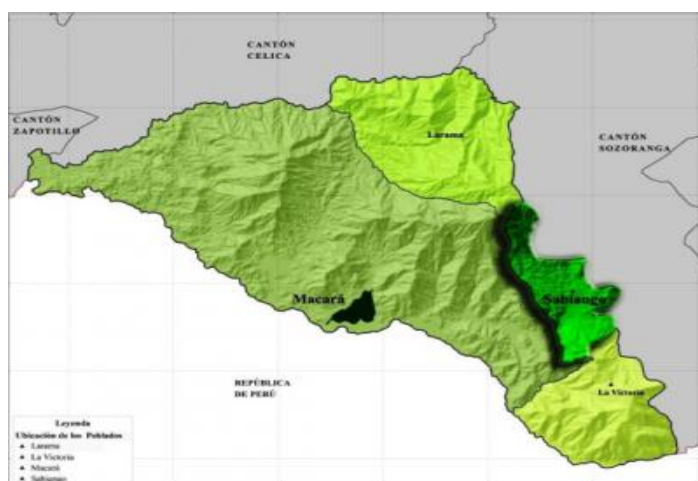 CANTÓN
CELICA
CANTÓN
ZAPOTILLO
Larama
CANTÓN
SOZORANGA
Macará
Sabiango
REPÚBLICA
DE PERÚ
La Victoria
Leyenda
Ubicación de los Poblados
Larama
La Victoria
Macará
Sabiango